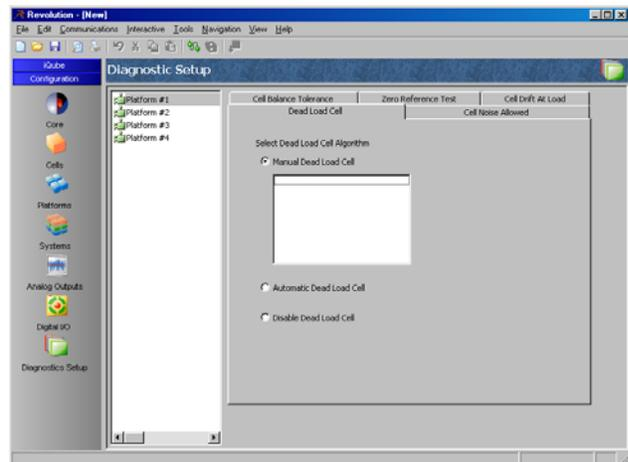 Revolution - [New]
File Edit Communications Interactive Tools Navigation View Help
iQube
Configuration
Diagnostic Setup
Core
Cells
Platforms
Systems
Analog Outputs
Digital I/O
Diagnostics Setup
Platform #1
Platform #2
Platform #3
Platform #4
Cell Balance Tolerance Zero Reference Test Cell Drift At Load
Dead Load Cell Cell Noise Allowed
Select Dead Load Cell Algorithm
Manual Dead Load Cell
Automatic Dead Load Cell
Disable Dead Load Cell